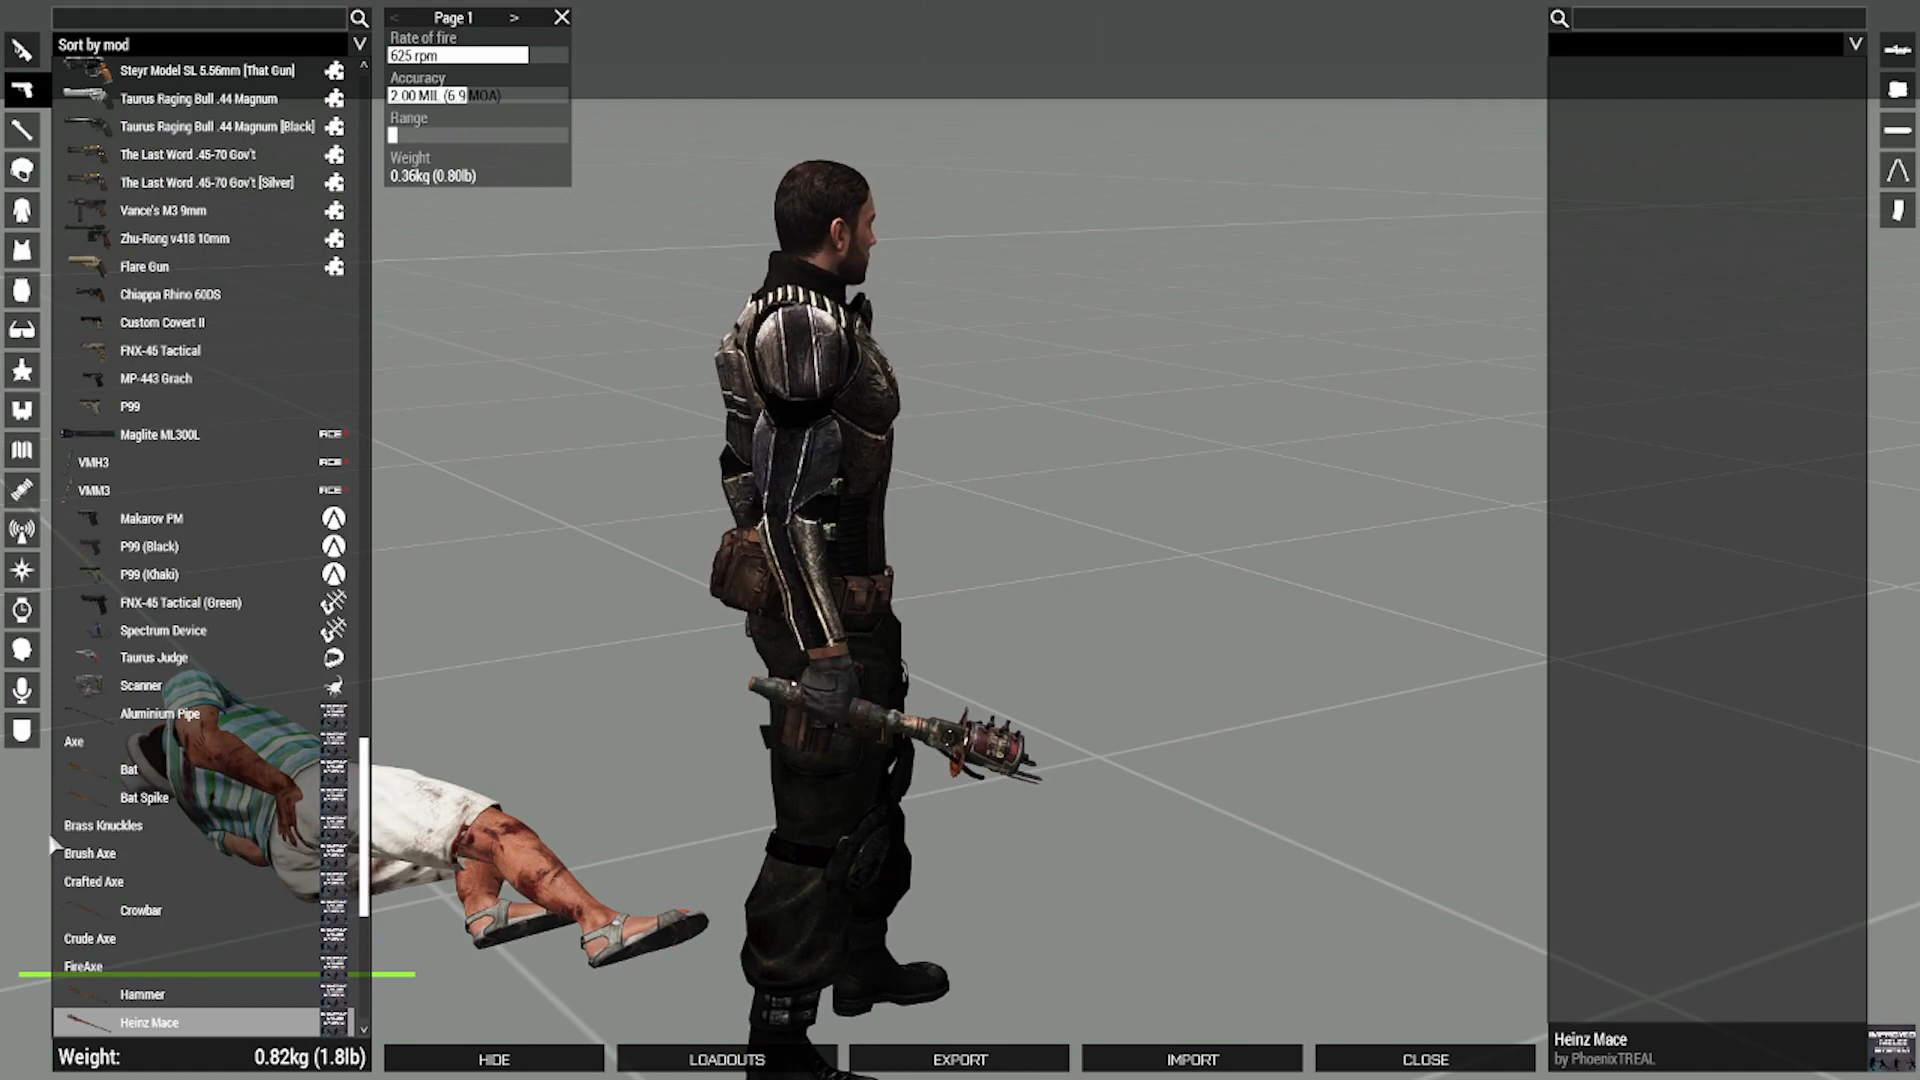 Sort by mod
V
Steyr Model SL 5.56mm [That Gun]
Taurus Raging Bull .44 Magnum
Taurus Raging Bull .44 Magnum [Black]
The Last Word .45-70 Gov't
The Last Word .45-70 Gov't [Silver]
Vance's M3 9mm
Zhu-Rong v418 10mm
Flare Gun
Chiappa Rhino 60DS
Custom Covert II
FNX-45 Tactical
MP-443 Grach
P99
Maglite ML300L ACE
VMH3 ACE
VMM3 ACE
Makarov PM
P99 (Black)
P99 (Khaki)
FNX-45 Tactical (Green)
Spectrum Device
Taurus Judge
Scanner
Aluminium Pipe
Axe
Bat
Bat Spike
Brass Knuckles
Brush Axe
Crafted Axe
Crowbar
Crude Axe
FireAxe
Hammer
Heinz Mace
Weight: 0.82kg (1.8lb)
< Page 1 > X
Rate of fire
625 rpm
Accuracy
2.00 MIL (6.9 MOA)
Range
Weight
0.36kg (0.80lb)
V
HIDE
LOADOUTS
EXPORT
IMPORT
CLOSE
Heinz Mace
by PhoenixTREAL